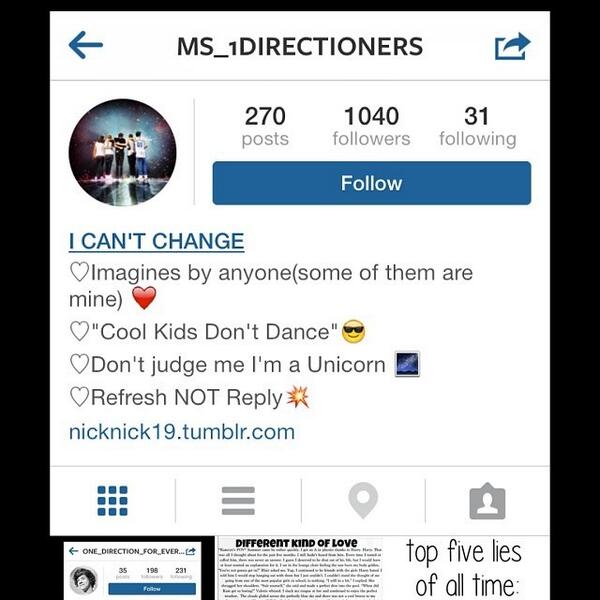 MS_1DIRECTIONERS
270 1040 31
posts followers following
Follow
I CAN'T CHANGE
♡Imagines by anyone(some of them are
mine) ❤️
♡"Cool Kids Don't Dance"😎
♡Don't judge me I'm a Unicorn 🌌
♡Refresh NOT Reply💥
nicknick19.tumblr.com
ONE_DIRECTION_FOR_EVER...
35 198 231
posts followers following
Follow
DIFFERENT KIND OF LOVE
top five lies
of all time: